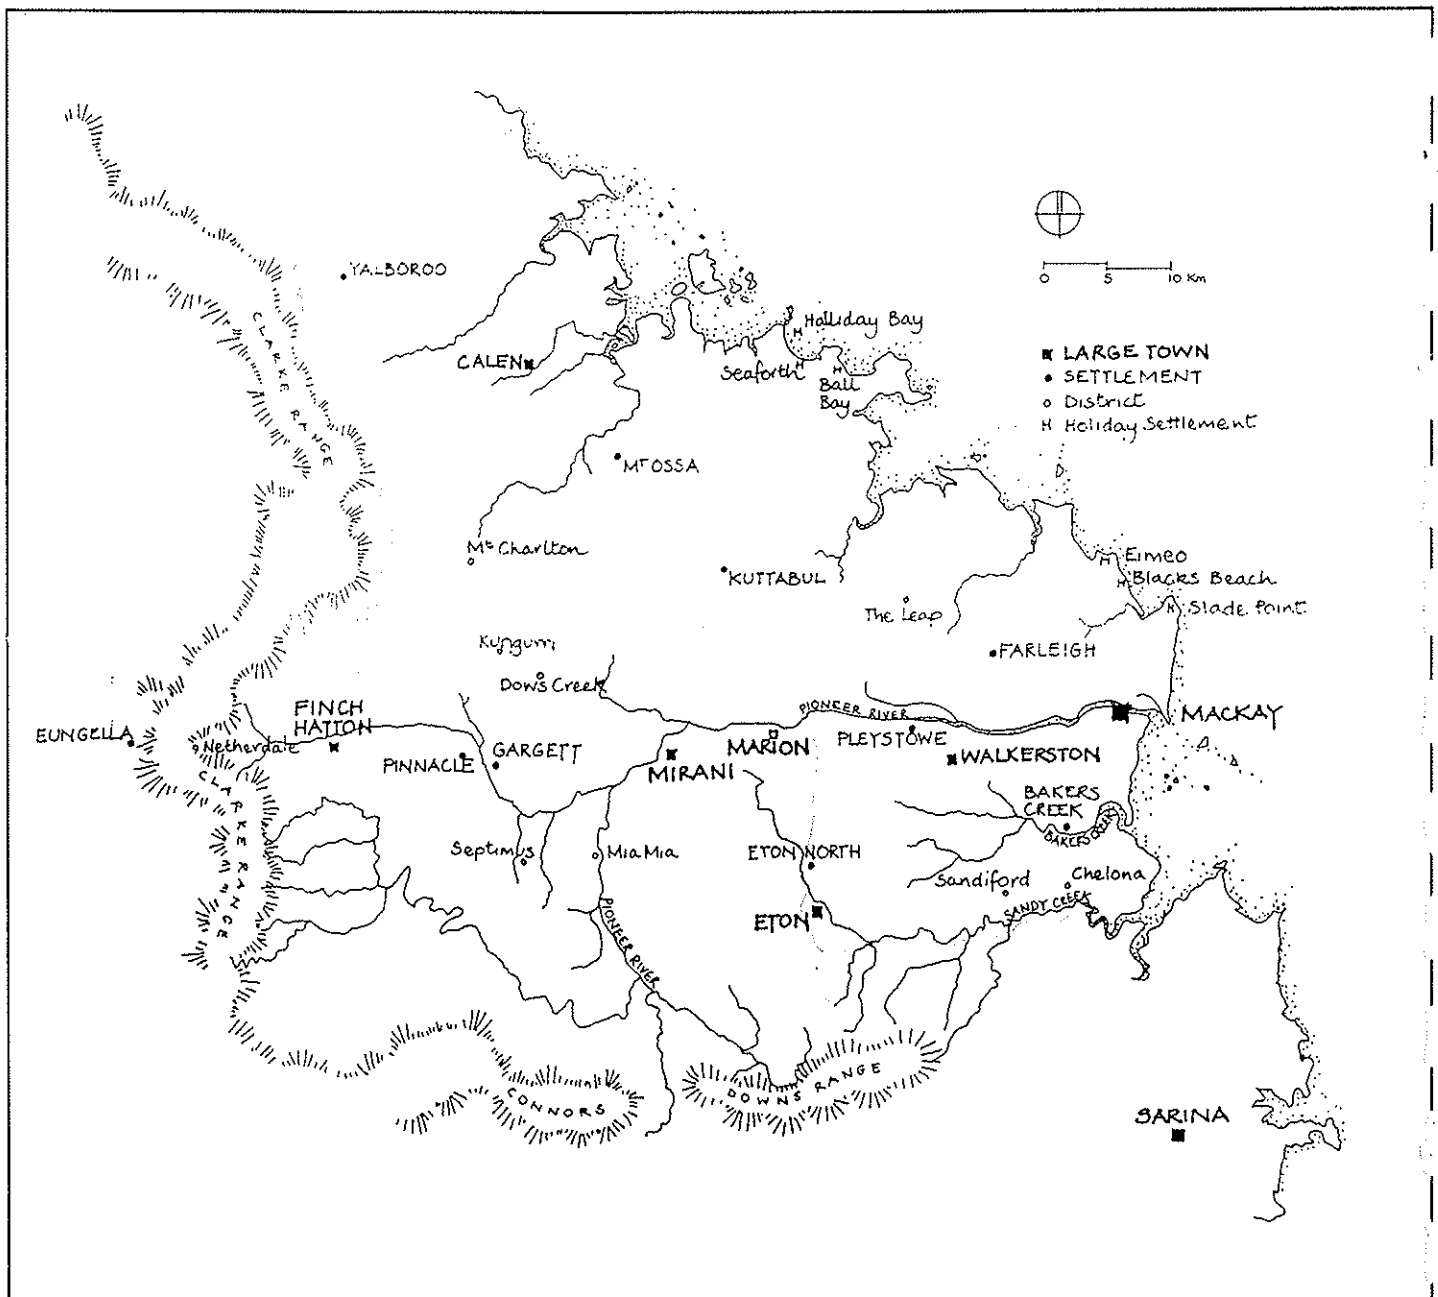 YALBOROO
0 5 10 Km
CLARKE RANGE
Halliday Bay
H
LARGE TOWN
SETTLEMENT
District
H Holiday Settlement
CALEN
Seaforth H
H
Ball
Bay
MT OSSA
Mt Charlton
KUTTABUL
Eimeo
H
Blacks Beach
H
The Leap
H Slade Point
FARLEIGH
Dows Creek
FINCH
HATTON
PIONEER RIVER
MACKAY
EUNGELLA
Netherdale
PINNACLE
GARGETT
MIRANI
MARION
PLEYSTOWE
WALKERSTON
CLARKE RANGE
BAKERS
CREEK
BAKERS CREEK
Septimus
Mia Mia
ETON NORTH
Sandiford
Chelona
SANDY CREEK
ETON
PIONEER RIVER
CONNORS
DOWNS RANGE
SARINA